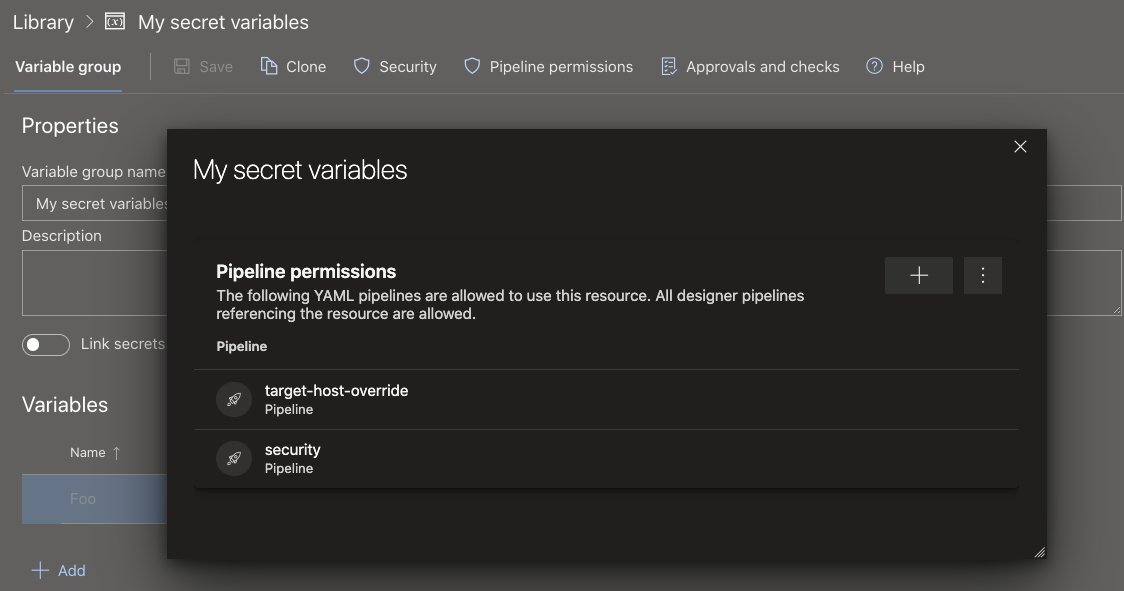 Library > My secret variables
Variable group Save Clone Security Pipeline permissions Approvals and checks Help
Properties
Variable group name
My secret variables
Description
Link secrets
Variables
Name ↑
Foo
+ Add
My secret variables
Pipeline permissions
The following YAML pipelines are allowed to use this resource. All designer pipelines
referencing the resource are allowed.
Pipeline
target-host-override
Pipeline
security
Pipeline